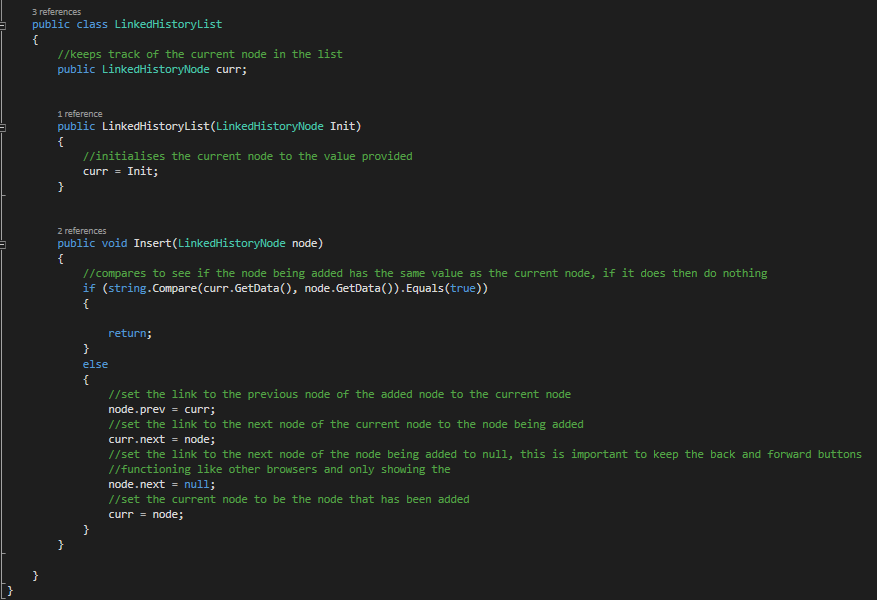 3 references
public class LinkedHistoryList
{
//keeps track of the current node in the list
public LinkedHistoryNode curr;
1 reference
public LinkedHistoryList(LinkedHistoryNode Init)
{
//initialises the current node to the value provided
curr = Init;
}
2 references
public void Insert(LinkedHistoryNode node)
{
//compares to see if the node being added has the same value as the current node, if it does then do nothing
if (string.Compare(curr.GetData(), node.GetData()).Equals(true))
{
return;
}
else
{
//set the link to the previous node of the added node to the current node
node.prev = curr;
//set the link to the next node of the current node to the node being added
curr.next = node;
//set the link to the next node of the node being added to null, this is important to keep the back and forward buttons
//functioning like other browsers and only showing the
node.next = null;
//set the current node to be the node that has been added
curr = node;
}
}
}
}